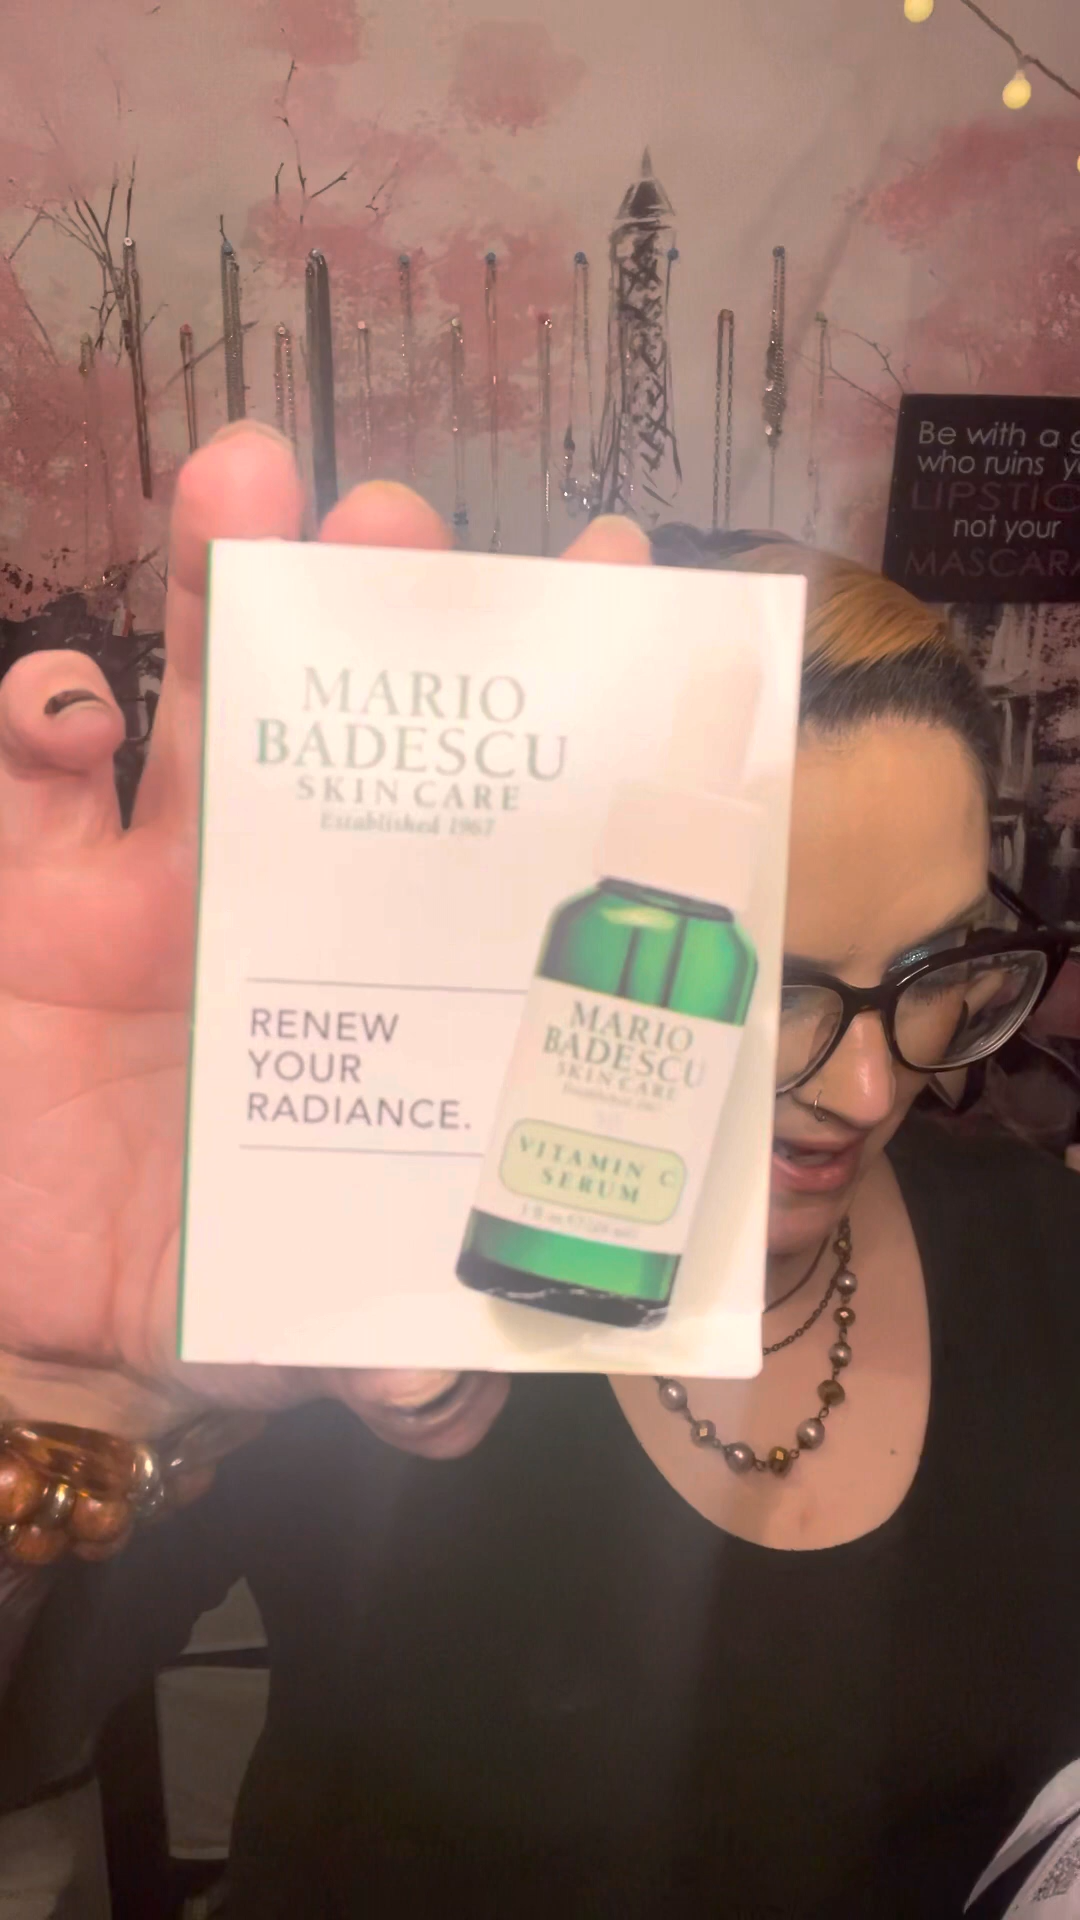 Be with a g
who ruins y
LIPSTIC
not your
MASCARA
MARIO
BADESCU
SKIN CARE
Established 1967
RENEW
YOUR
RADIANCE.
MARIO
BADESCU
SKIN CARE
VITAMIN C
SERUM